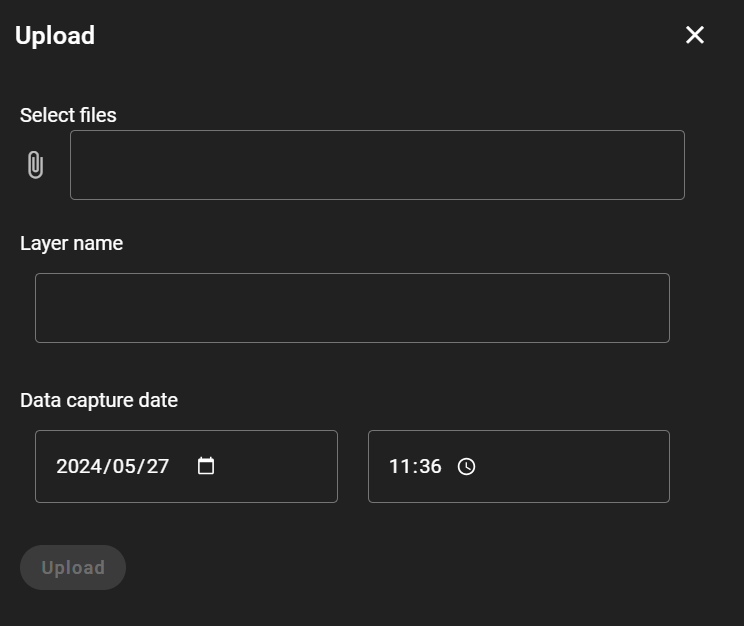 Upload
Select files
Layer name
Data capture date
2024/05/27 11:36
Upload